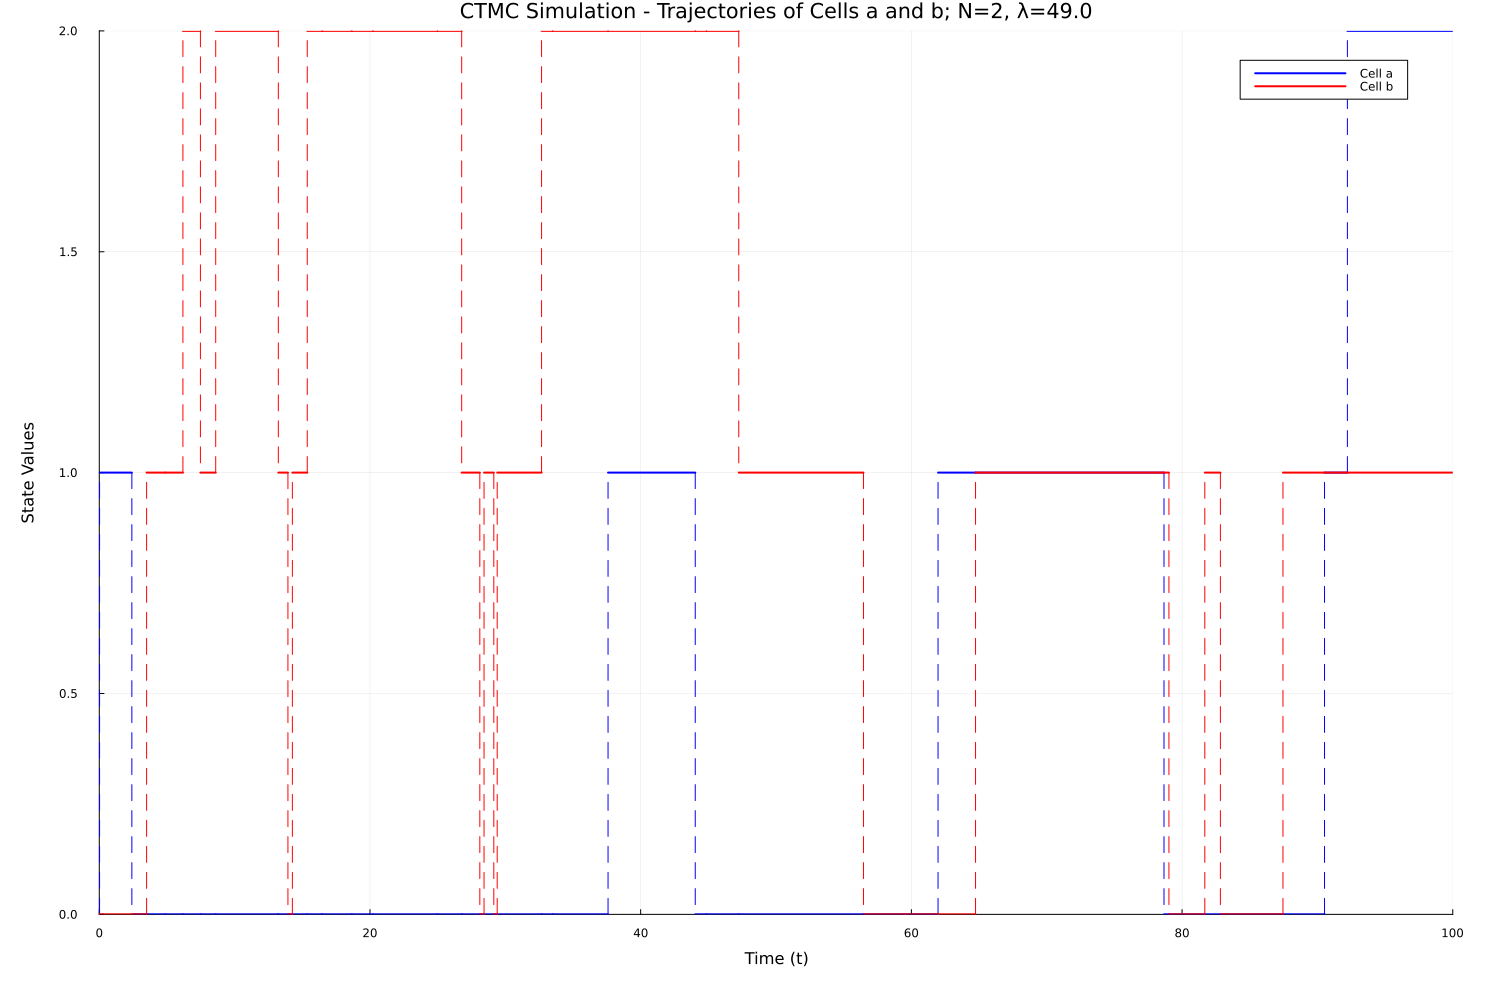 CTMC Simulation - Trajectories of Cells a and b; N=2, λ=49.0
Cell a
Cell b
State Values
2.0
1.5
1.0
0.5
0.0
0 20 40 60 80 100
Time (t)